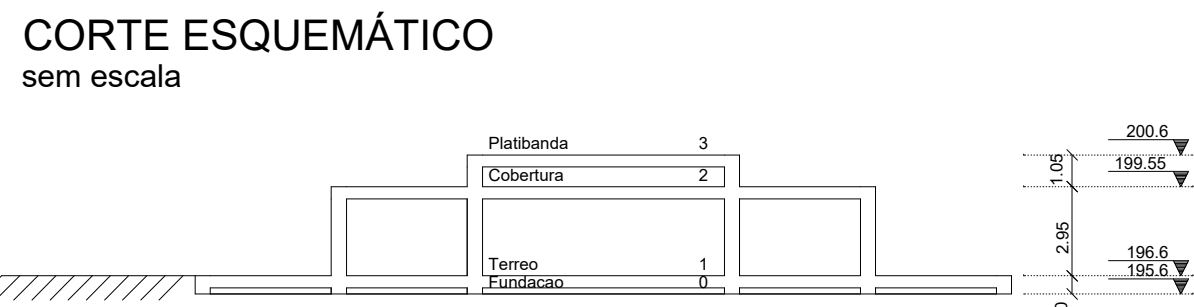 CORTE ESQUEMÁTICO
sem escala
Platibanda 3
200.6
1.05
199.55
Cobertura 2
2.95
Terreo 1
196.6
Fundacao 0
195.6